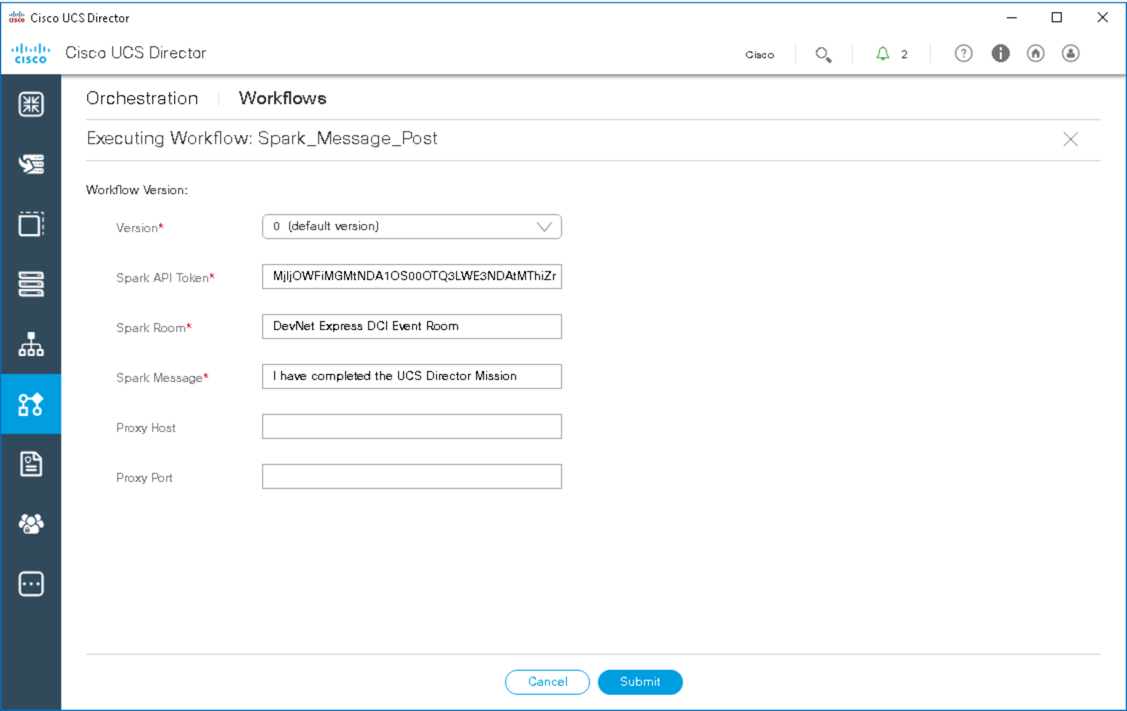 Cisco UCS Director
CISCO Cisco UCS Director Cisco 2
Orchestration Workflows
Executing Workflow: Spark_Message_Post
Workflow Version:
Version* 0 (default version)
Spark API Token* MjljOWFiMGMtNDA1OS00OTQ3LWE3NDAtMThiZr
Spark Room* DevNet Express DCI Event Room
Spark Message* I have completed the UCS Director Mission
Proxy Host
Proxy Port
Cancel Submit